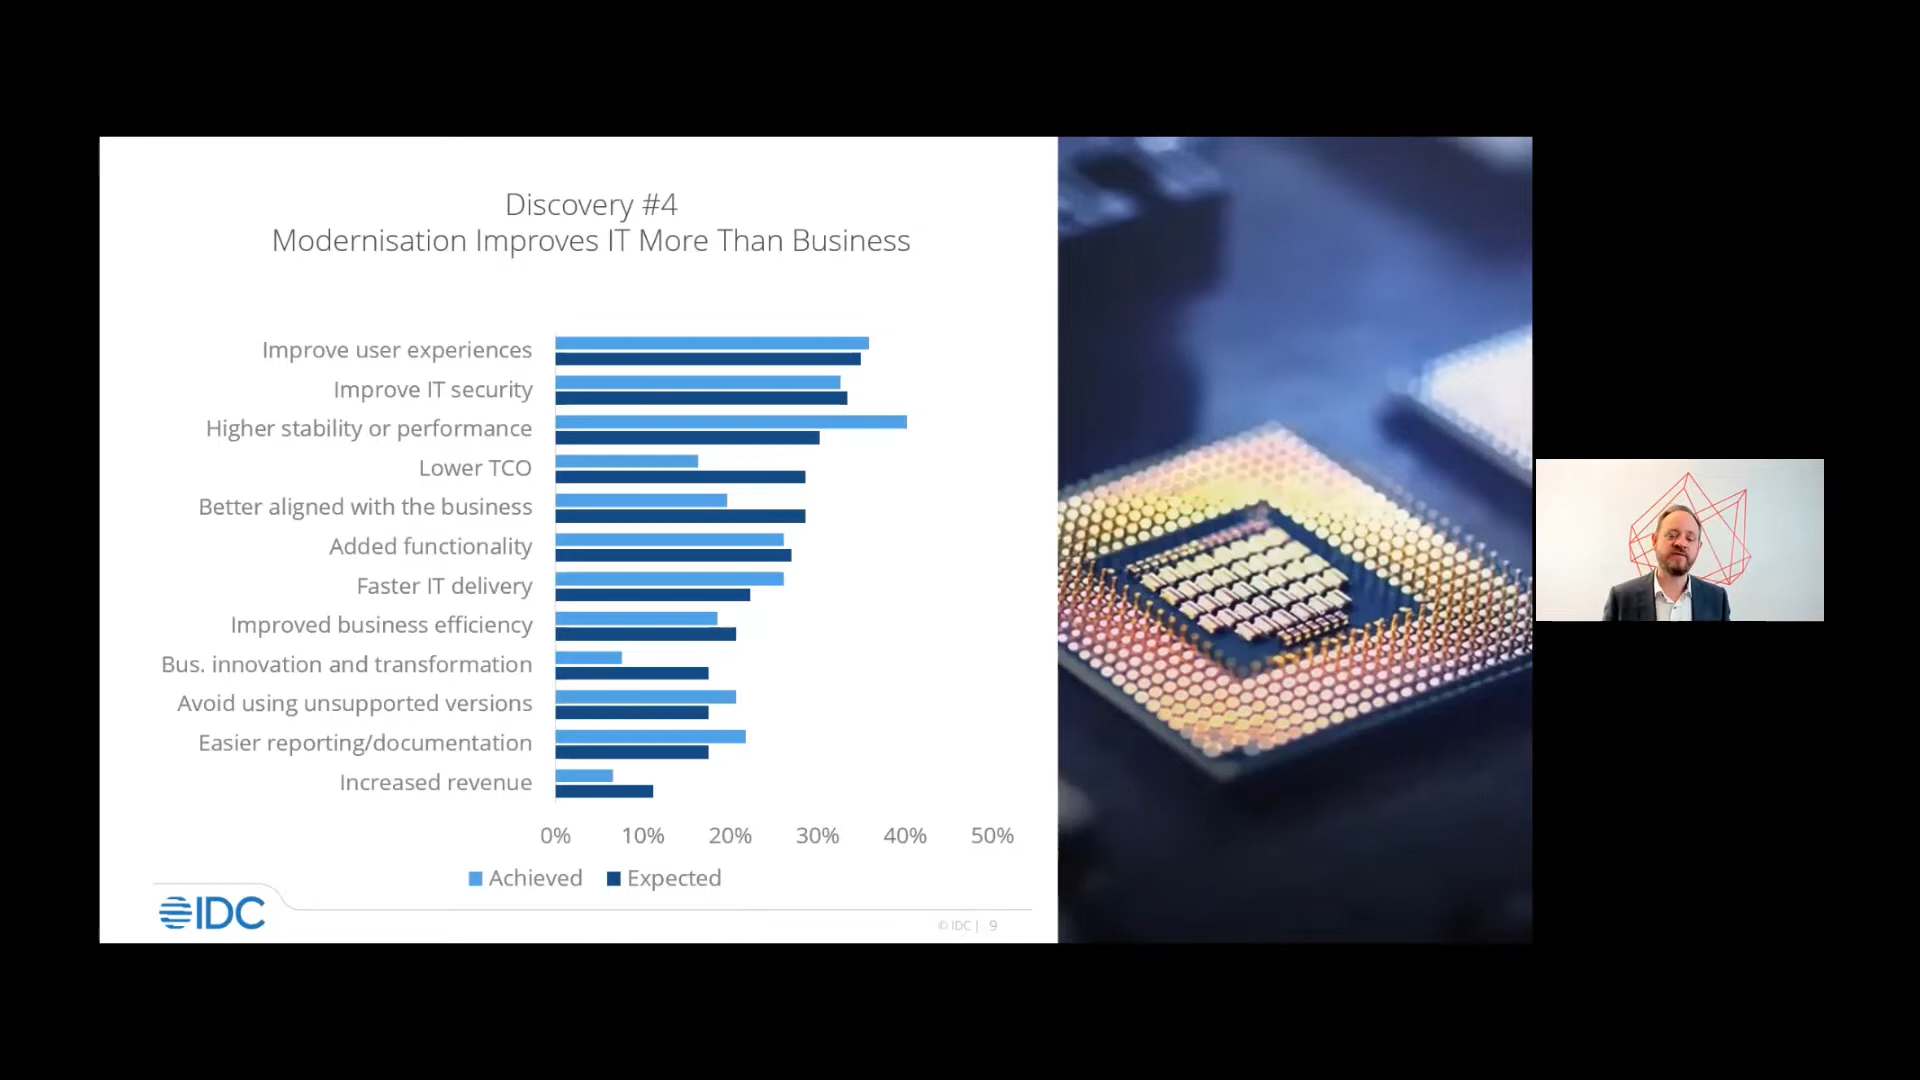 Discovery #4
Modernisation Improves IT More Than Business
Improve user experiences
Improve IT security
Higher stability or performance
Lower TCO
Better aligned with the business
Added functionality
Faster IT delivery
Improved business efficiency
Bus. innovation and transformation
Avoid using unsupported versions
Easier reporting/documentation
Increased revenue
0% 10% 20% 30% 40% 50%
Achieved Expected
IDC
© IDC | 9